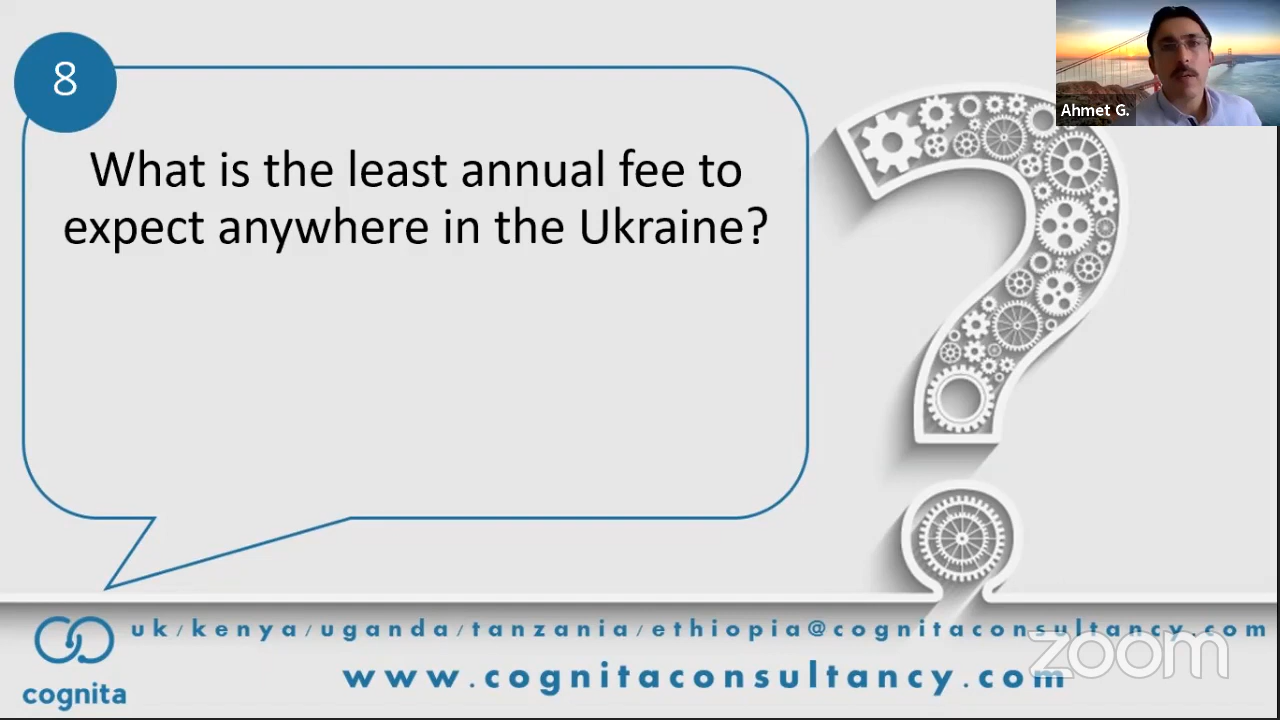 8
Ahmet G.
What is the least annual fee to
expect anywhere in the Ukraine?
uk/kenya/uganda/tanzania/ethiopia@cognitaconsultancy.com
zoom
www.cognitaconsultancy.com
cognita